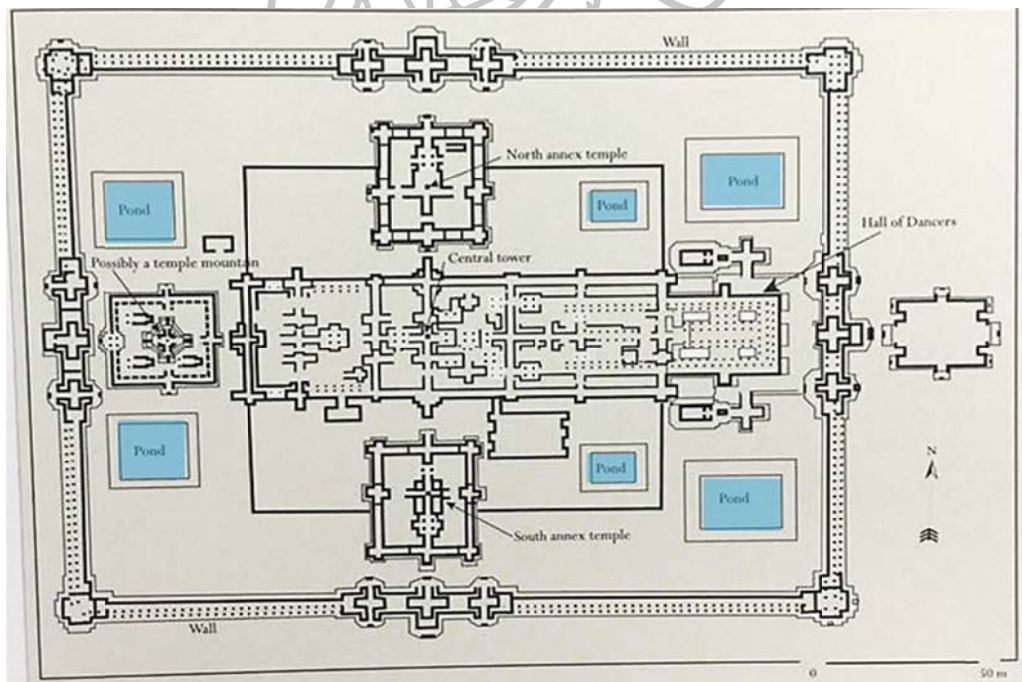 Wall
North annex temple
Pond
Pond
Pond
Hall of Dancers
Possibly a temple mountain
Central tower
Pond
Pond
Pond
N
South annex temple
Wall
0
50 m